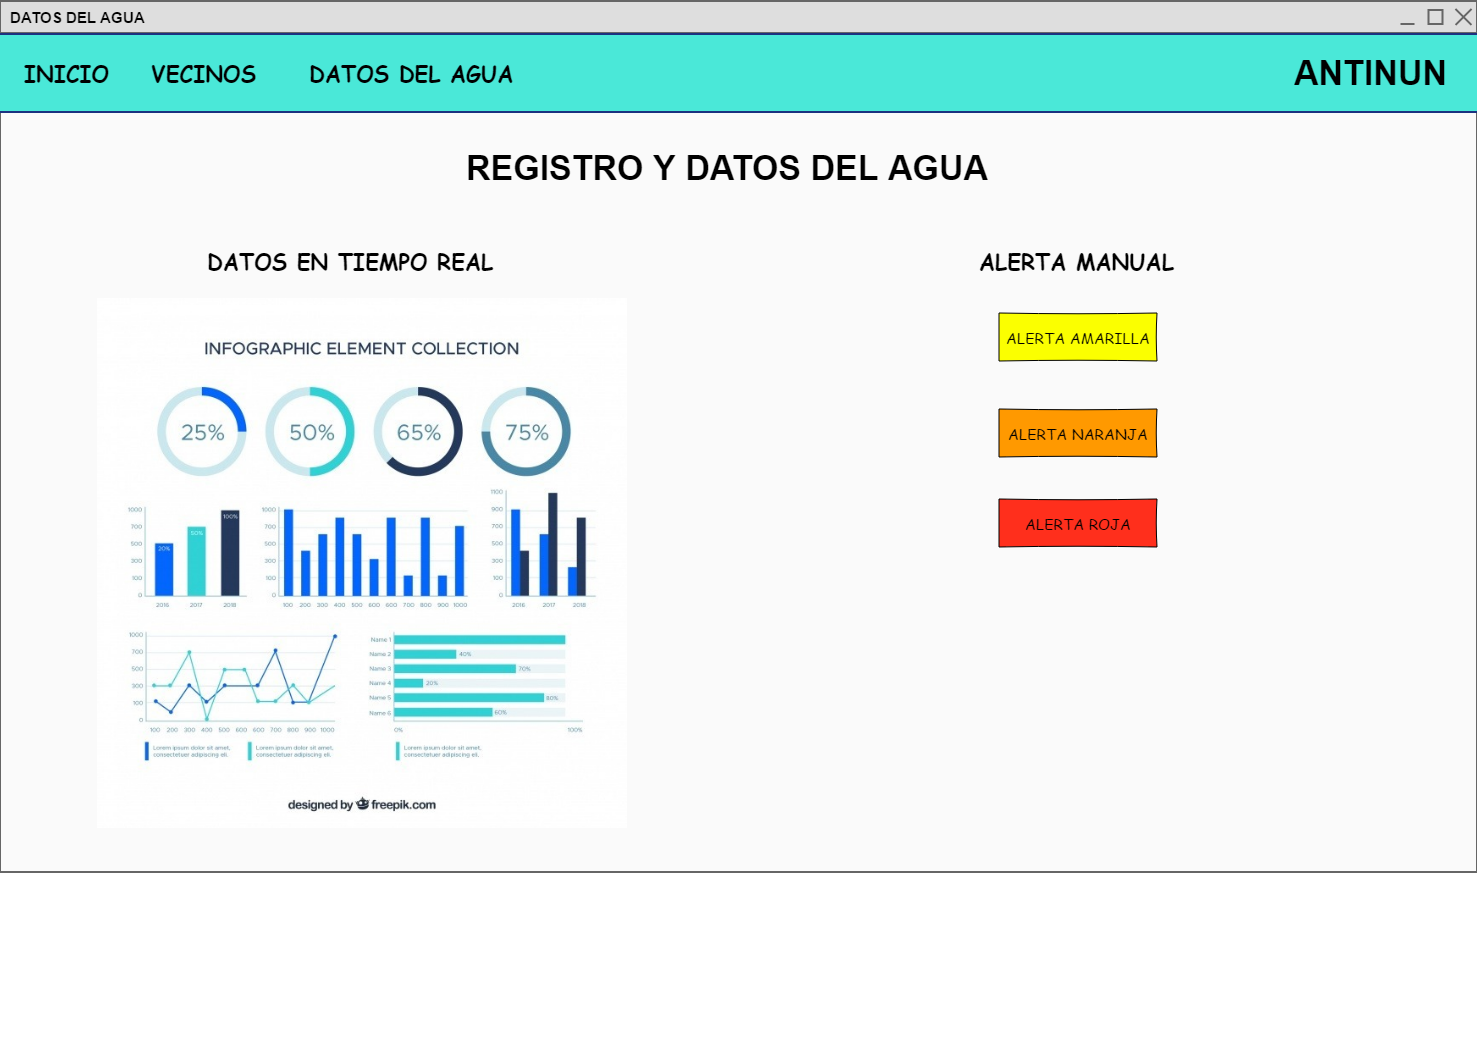 DATOS DEL AGUA
INICIO VECINOS DATOS DEL AGUA ANTINUN
REGISTRO Y DATOS DEL AGUA
DATOS EN TIEMPO REAL
INFOGRAPHIC ELEMENT COLLECTION
25% 50% 65% 75%
1000
700
500
300
100
0
20% 50% 100%
2016 2017 2018
1000
700
500
300
100
0
100 200 300 400 500 600 600 700 800 900 1000
1100
900
700
500
300
100
0
2016 2017 2018
1000
700
500
300
100
0
100 200 300 400 500 600 600 700 800 900 1000
Lorem ipsum dolor sit amet,
consectetuer adipiscing eli.
Lorem ipsum dolor sit amet,
consectetuer adipiscing eli.
Name 1
Name 2 40%
Name 3 70%
Name 4 20%
Name 5 80%
Name 6 60%
0% 100%
Lorem ipsum dolor sit amet,
consectetuer adipiscing eli.
designed by freepik.com
ALERTA MANUAL
ALERTA AMARILLA
ALERTA NARANJA
ALERTA ROJA